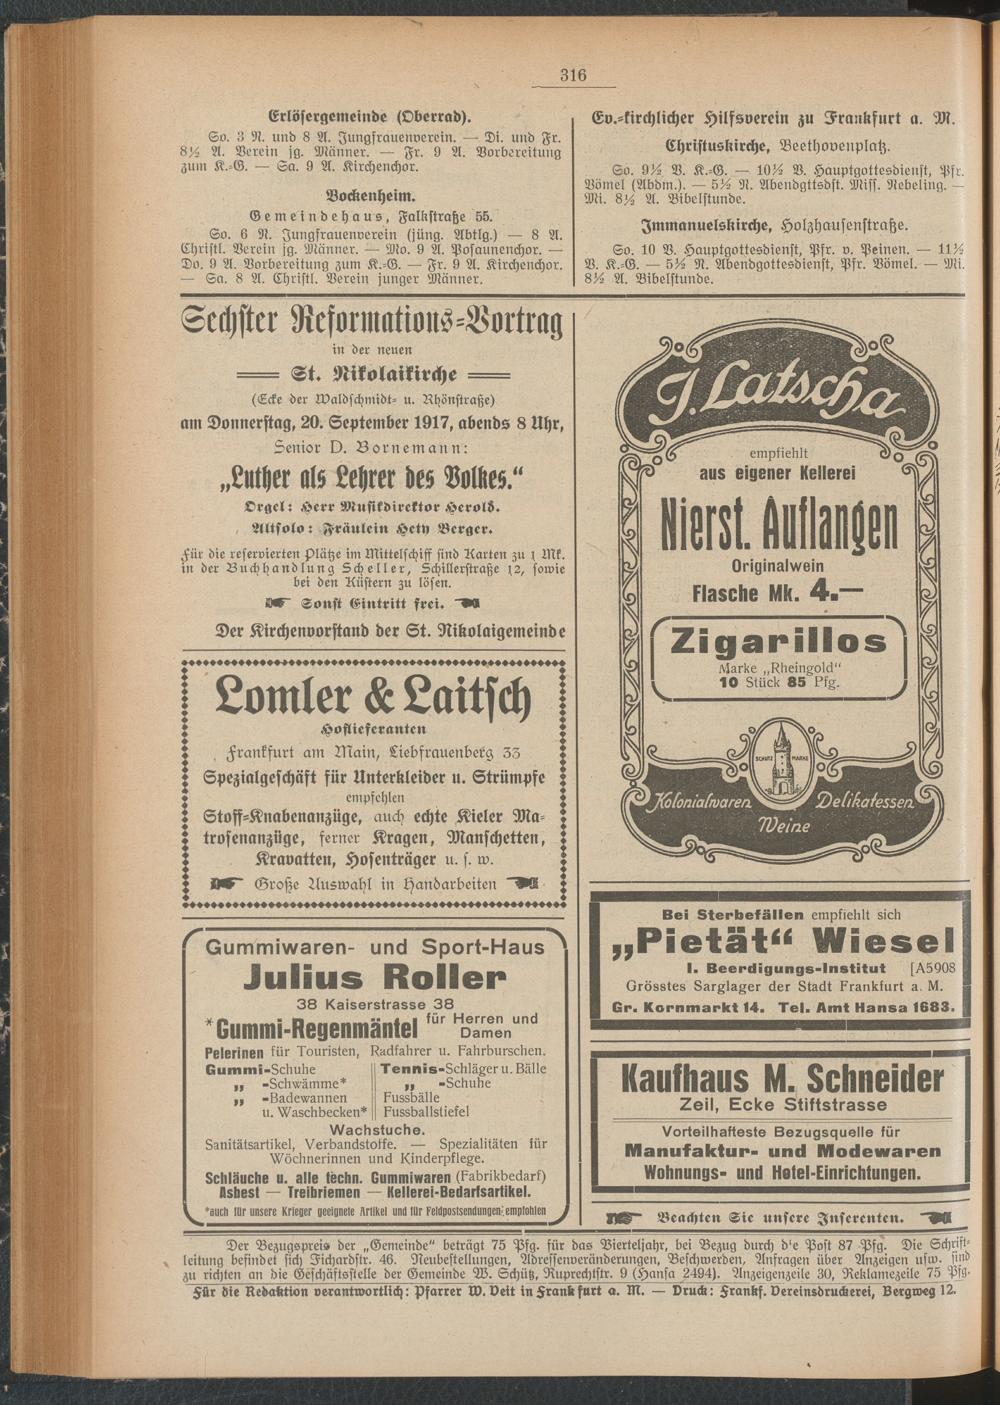 316
Erlösergemeinde (Oberrad).
So. 3 N. und 8 A. Jungfrauenverein. — Di. und Fr.
8½ A. Verein jg. Männer. — Fr. 9 A. Vorbereitung
zum K.-G. — Sa. 9 A. Kirchenchor.
Bockenheim.
Gemeindehaus, Falkstraße 55.
So. 6 N. Jungfrauenverein (jüng. Abtlg.) — 8 A.
Christl. Verein jg. Männer. — Mo. 9 A. Posaunenchor. —
Do. 9 A. Vorbereitung zum K.-G. — Fr. 9 A. Kirchenchor.
— Sa. 8 A. Christl. Verein junger Männer.
Ev.-kirchlicher Hilfsverein zu Frankfurt a. M.
Christuskirche, Beethovenplatz.
So. 9½ V. K.-G. — 10½ V. Hauptgottesdienst, Pfr.
Vömel (Abdm.). — 5½ N. Abendgttsdst. Miss. Nebeling. —
Mi. 8½ A. Bibelstunde.
Immanuelskirche, Holzhausenstraße.
So. 10 V. Hauptgottesdienst, Pfr. v. Peinen. — 11½
V. K.-G. — 5½ N. Abendgottesdienst, Pfr. Vömel. — Mi.
8½ A. Bibelstunde.
Sechster Reformations-Vortrag
in der neuen
St. Nikolaikirche
(Ecke der Waldschmidt- u. Rhönstraße)
am Donnerstag, 20. September 1917, abends 8 Uhr,
Senior D. Bornemann:
„Luther als Lehrer des Volkes.“
Orgel: Herr Musikdirektor Herold.
Altsolo: Fräulein Hety Berger.
Für die reservierten Plätze im Mittelschiff sind Karten zu 1 Mk.
in der Buchhandlung Scheller, Schillerstraße 12, sowie
bei den Küstern zu lösen.
Sonst Eintritt frei.
Der Kirchenvorstand der St. Nikolaigemeinde
Lomler & Laitsch
Hoflieferanten
Frankfurt am Main, Liebfrauenberg 33
Spezialgeschäft für Unterkleider u. Strümpfe
empfehlen
Stoff-Knabenanzüge, auch echte Kieler Ma-
trosenanzüge, ferner Kragen, Manschetten,
Kravatten, Hosenträger u. s. w.
Große Auswahl in Handarbeiten
Gummiwaren- und Sport-Haus
Julius Roller
38 Kaiserstrasse 38
*Gummi-Regenmäntel für Herren und
Damen
Pelerinen für Touristen, Radfahrer u. Fahrburschen.
Gummi-Schuhe Tennis-Schläger u. Bälle
„ -Schwämme* „ -Schuhe
„ -Badewannen Fussbälle
u. Waschbecken* Fussballstiefel
Wachstuche.
Sanitätsartikel, Verbandstoffe. — Spezialitäten für
Wöchnerinnen und Kinderpflege.
Schläuche u. alle techn. Gummiwaren (Fabrikbedarf)
Asbest — Treibriemen — Kellerei-Bedarfsartikel.
*auch für unsere Krieger geeignete Artikel und für Feldpostsendungen empfohlen
J. Latscha
empfiehlt
aus eigener Kellerei
Nierst. Auflangen
Originalwein
Flasche Mk. 4.—
Zigarillos
Marke „Rheingold“
10 Stück 85 Pfg.
SCHUTZ MARKE
Kolonialwaren Delikatessen
Weine
Bei Sterbefällen empfiehlt sich
„Pietät“ Wiesel
I. Beerdigungs-Institut [A5908
Grösstes Sarglager der Stadt Frankfurt a. M.
Gr. Kornmarkt 14. Tel. Amt Hansa 1683.
Kaufhaus M. Schneider
Zeil, Ecke Stiftstrasse
Vorteilhafteste Bezugsquelle für
Manufaktur- und Modewaren
Wohnungs- und Hotel-Einrichtungen.
Beachten Sie unsere Inserenten.
Der Bezugspreis der „Gemeinde“ beträgt 75 Pfg. für das Vierteljahr, bei Bezug durch die Post 87 Pfg. Die Schrift-
leitung befindet sich Fichardstr. 46. Neubestellungen, Adressenveränderungen, Beschwerden, Anfragen über Anzeigen usw. sind
zu richten an die Geschäftsstelle der Gemeinde W. Schütz, Ruprechtstr. 9 (Hansa 2494). Anzeigenzeile 30, Reklamezeile 75 Pfg.
Für die Redaktion verantwortlich: Pfarrer W. Veit in Frankfurt a. M. — Druck: Frankf. Vereinsdruckerei, Bergweg 12.